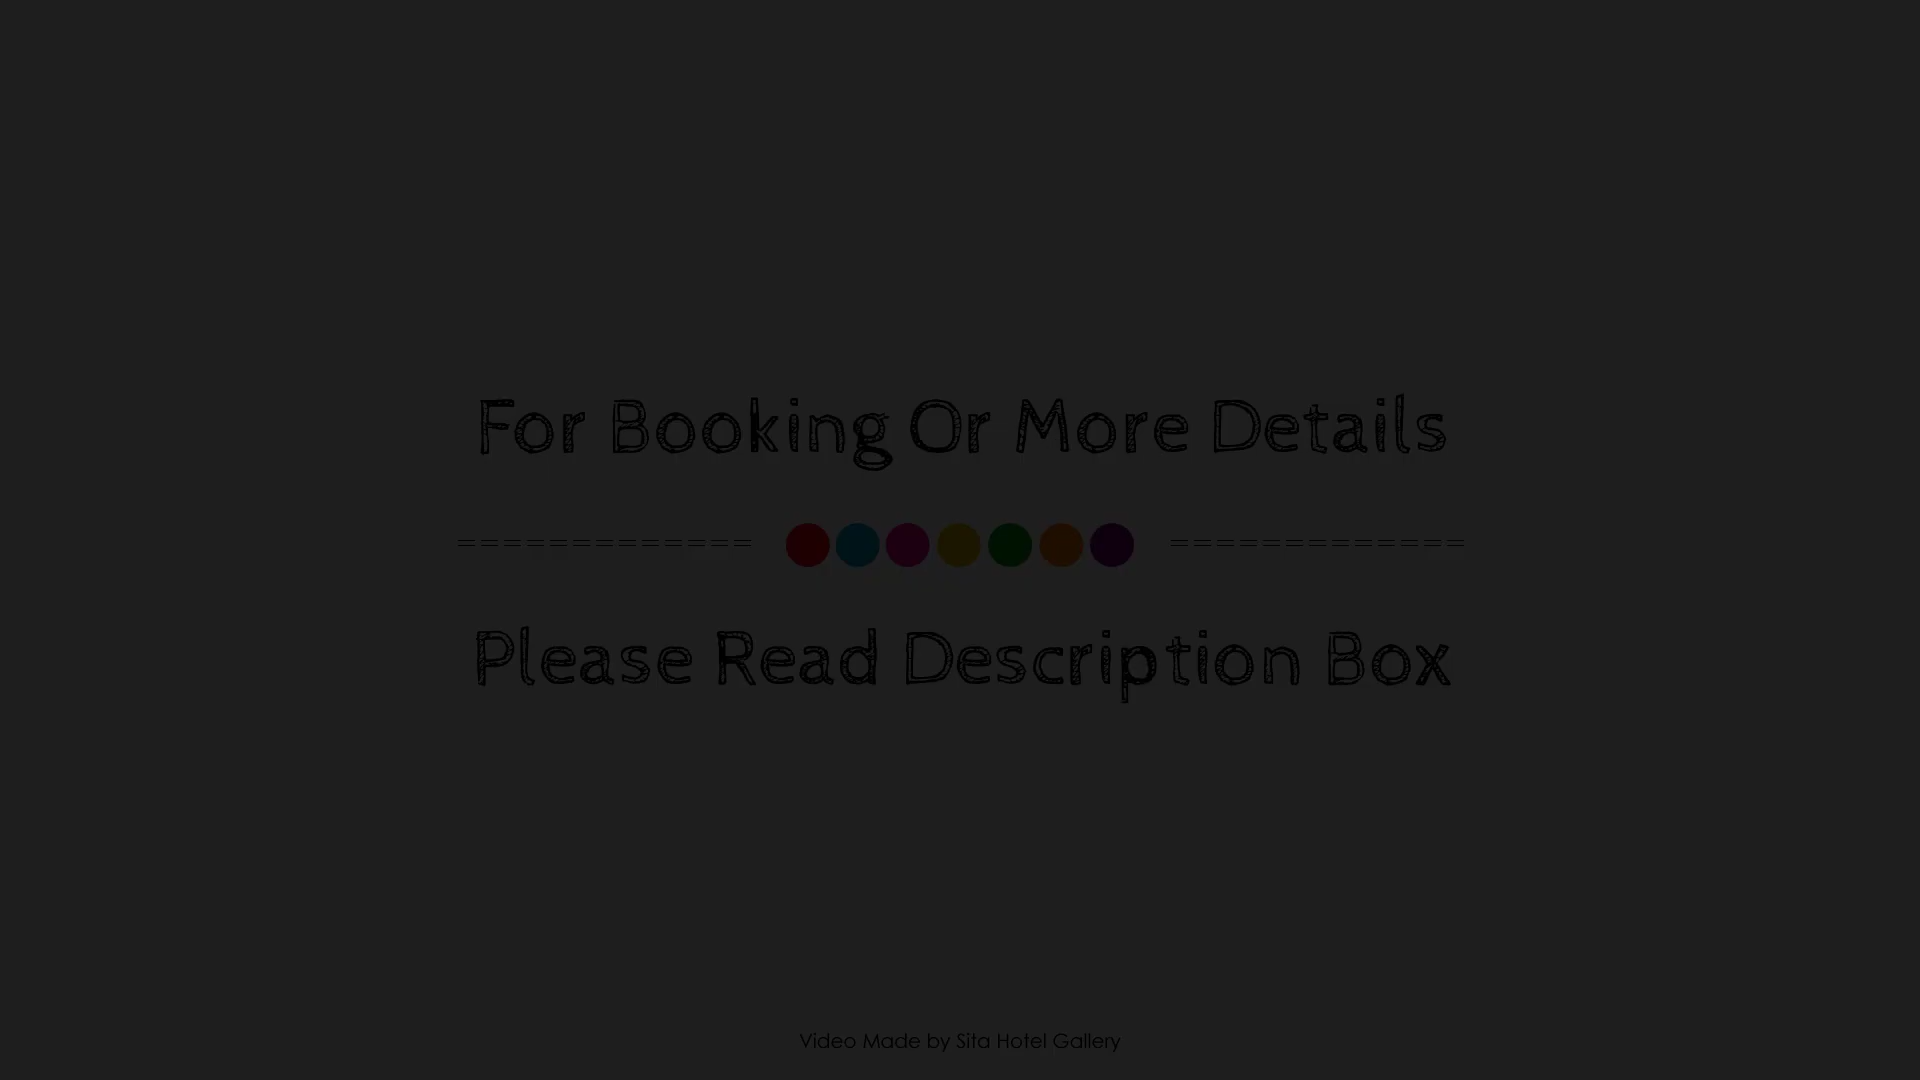 For Booking Or More Details
============= =============
Please Read Description Box
Video Made by Sita Hotel Gallery